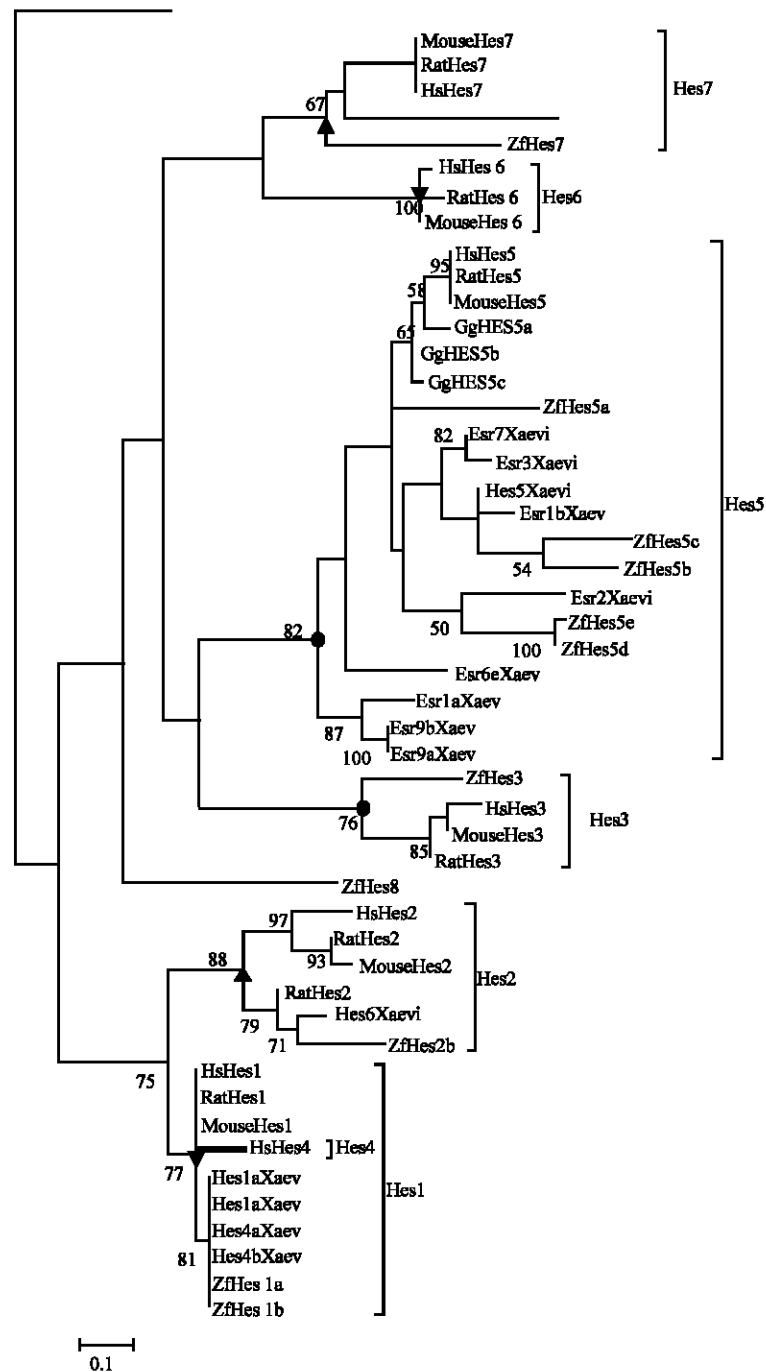 MouseHes7
RatHes7
HsHes7
Hes7
67
ZfHes7
HsHes 6
RatHes 6
Hes6
100
MouseHes 6
HsHes5
95
RatHes5
58
MouseHes5
GgHES5a
65
GgHES5b
GgHES5c
ZfHes5a
82
Esr7Xaevi
Esr3Xaevi
Hes5Xaevi
Hes5
Esr1bXaev
ZfHes5c
54
ZfHes5b
Esr2Xaevi
50
ZfHes5e
100
ZfHes5d
82
Esr6eXaev
Esr1aXaev
87
Esr9bXaev
100
Esr9aXaev
ZfHes3
HsHes3
76
Hes3
MouseHes3
85
RatHes3
ZfHes8
97
HsHes2
RatHes2
88
93
MouseHes2
Hes2
RatHes2
79
Hes6Xaevi
71
ZfHes2b
HsHes1
75
RatHes1
MouseHes1
HsHes4
Hes4
77
Hes1aXaev
Hes1
Hes1aXaev
Hes4aXaev
81
Hes4bXaev
ZfHes 1a
ZfHes 1b
0.1